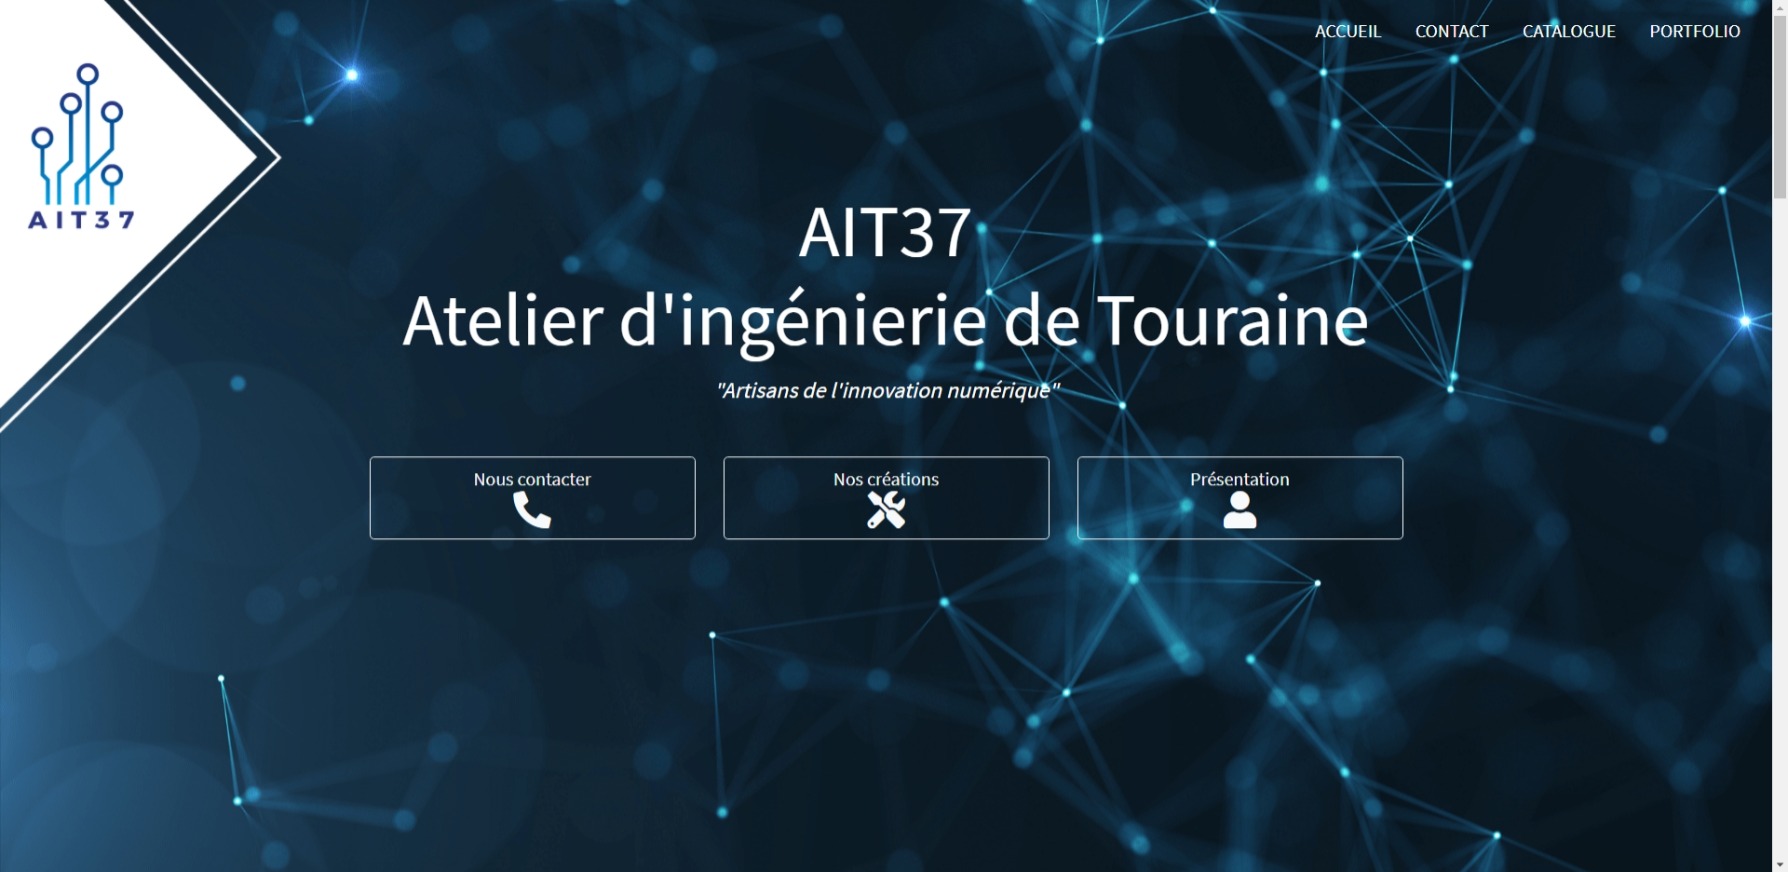 ACCUEIL CONTACT CATALOGUE PORTFOLIO
AIT37
AIT37
Atelier d'ingénierie de Touraine
"Artisans de l'innovation numérique"
Nous contacter
Nos créations
Présentation